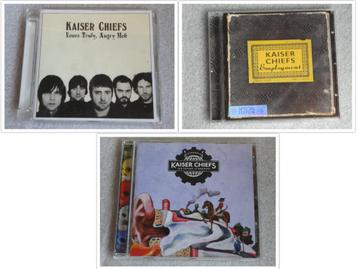 KAISER CHIEFS
Yours Truly, Angry Mob
KAISER
CHIEFS
Employment
KAISER CHIEFS